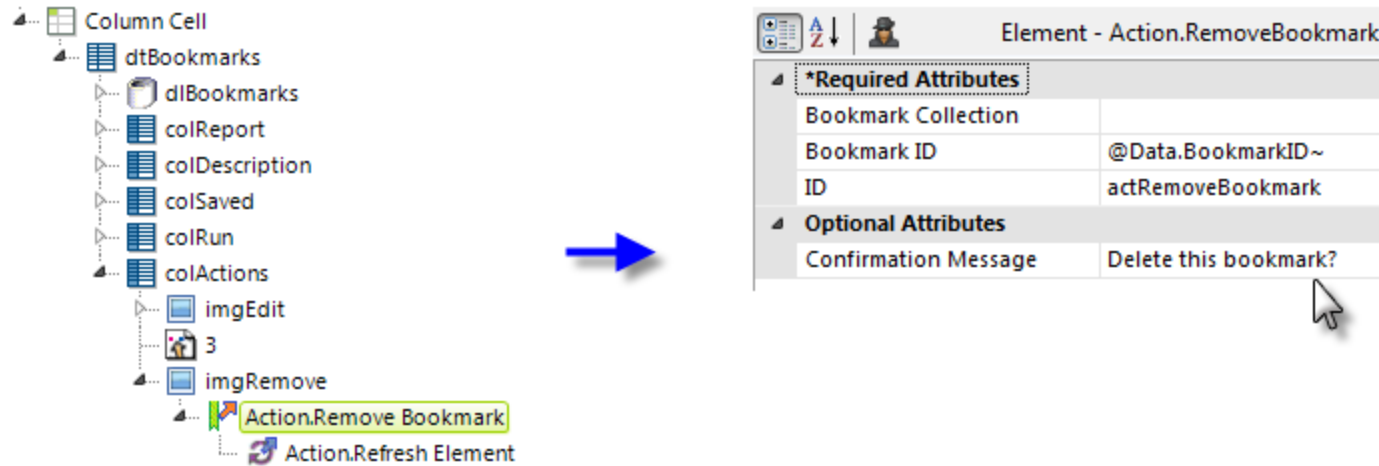 Column Cell
dtBookmarks
dlBookmarks
colReport
colDescription
colSaved
colRun
colActions
imgEdit
3
imgRemove
Action.Remove Bookmark
Action.Refresh Element
A
Z
Element - Action.RemoveBookmark
*Required Attributes
Bookmark Collection
Bookmark ID @Data.BookmarkID~
ID actRemoveBookmark
Optional Attributes
Confirmation Message Delete this bookmark?